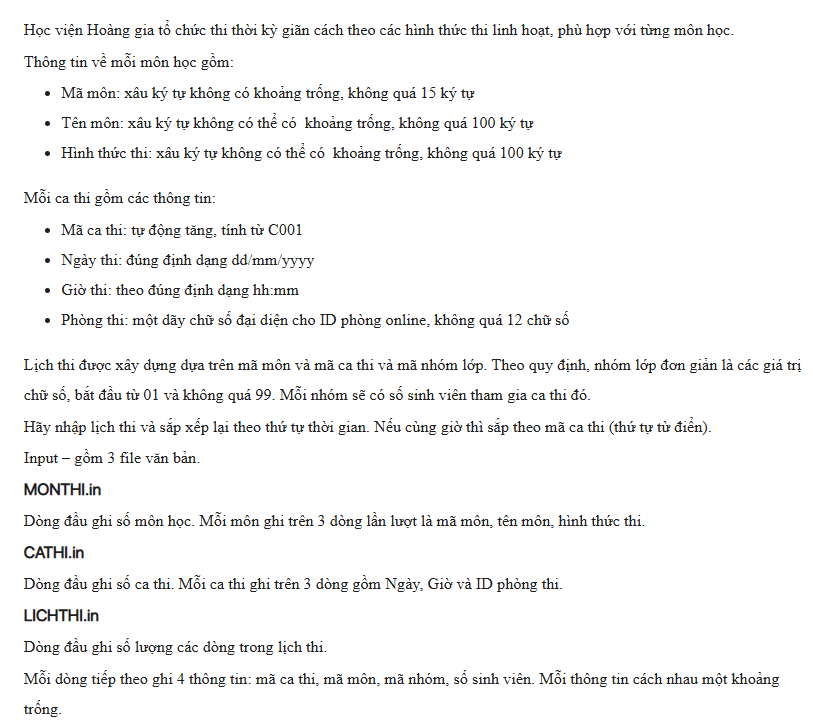 Học viện Hoàng gia tổ chức thi thời kỳ giãn cách theo các hình thức thi linh hoạt, phù hợp với từng môn học.
Thông tin về mỗi môn học gồm:
• Mã môn: xâu ký tự không có khoảng trống, không quá 15 ký tự
• Tên môn: xâu ký tự không có thể có khoảng trống, không quá 100 ký tự
• Hình thức thi: xâu ký tự không có thể có khoảng trống, không quá 100 ký tự
Mỗi ca thi gồm các thông tin:
• Mã ca thi: tự động tăng, tính từ C001
• Ngày thi: đúng định dạng dd/mm/yyyy
• Giờ thi: theo đúng định dạng hh:mm
• Phòng thi: một dãy chữ số đại diện cho ID phòng online, không quá 12 chữ số
Lịch thi được xây dựng dựa trên mã môn và mã ca thi và mã nhóm lớp. Theo quy định, nhóm lớp đơn giản là các giá trị
chữ số, bắt đầu từ 01 và không quá 99. Mỗi nhóm sẽ có số sinh viên tham gia ca thi đó.
Hãy nhập lịch thi và sắp xếp lại theo thứ tự thời gian. Nếu cùng giờ thì sắp theo mã ca thi (thứ tự từ điển).
Input – gồm 3 file văn bản.
MONTHI.in
Dòng đầu ghi số môn học. Mỗi môn ghi trên 3 dòng lần lượt là mã môn, tên môn, hình thức thi.
CATHI.in
Dòng đầu ghi số ca thi. Mỗi ca thi ghi trên 3 dòng gồm Ngày, Giờ và ID phòng thi.
LICHTHI.in
Dòng đầu ghi số lượng các dòng trong lịch thi.
Mỗi dòng tiếp theo ghi 4 thông tin: mã ca thi, mã môn, mã nhóm, số sinh viên. Mỗi thông tin cách nhau một khoảng
trống.